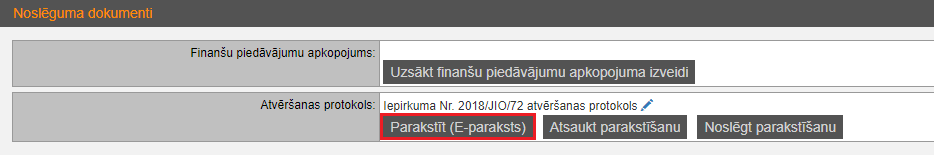 Noslēguma dokumenti
Finanšu piedāvājumu apkopojums:
Uzsākt finanšu piedāvājumu apkopojuma izveidi
Atvēršanas protokols: Iepirkuma Nr. 2018/JIO/72 atvēršanas protokols
Parakstīt (E-paraksts) Atsaukt parakstīšanu Noslēgt parakstīšanu